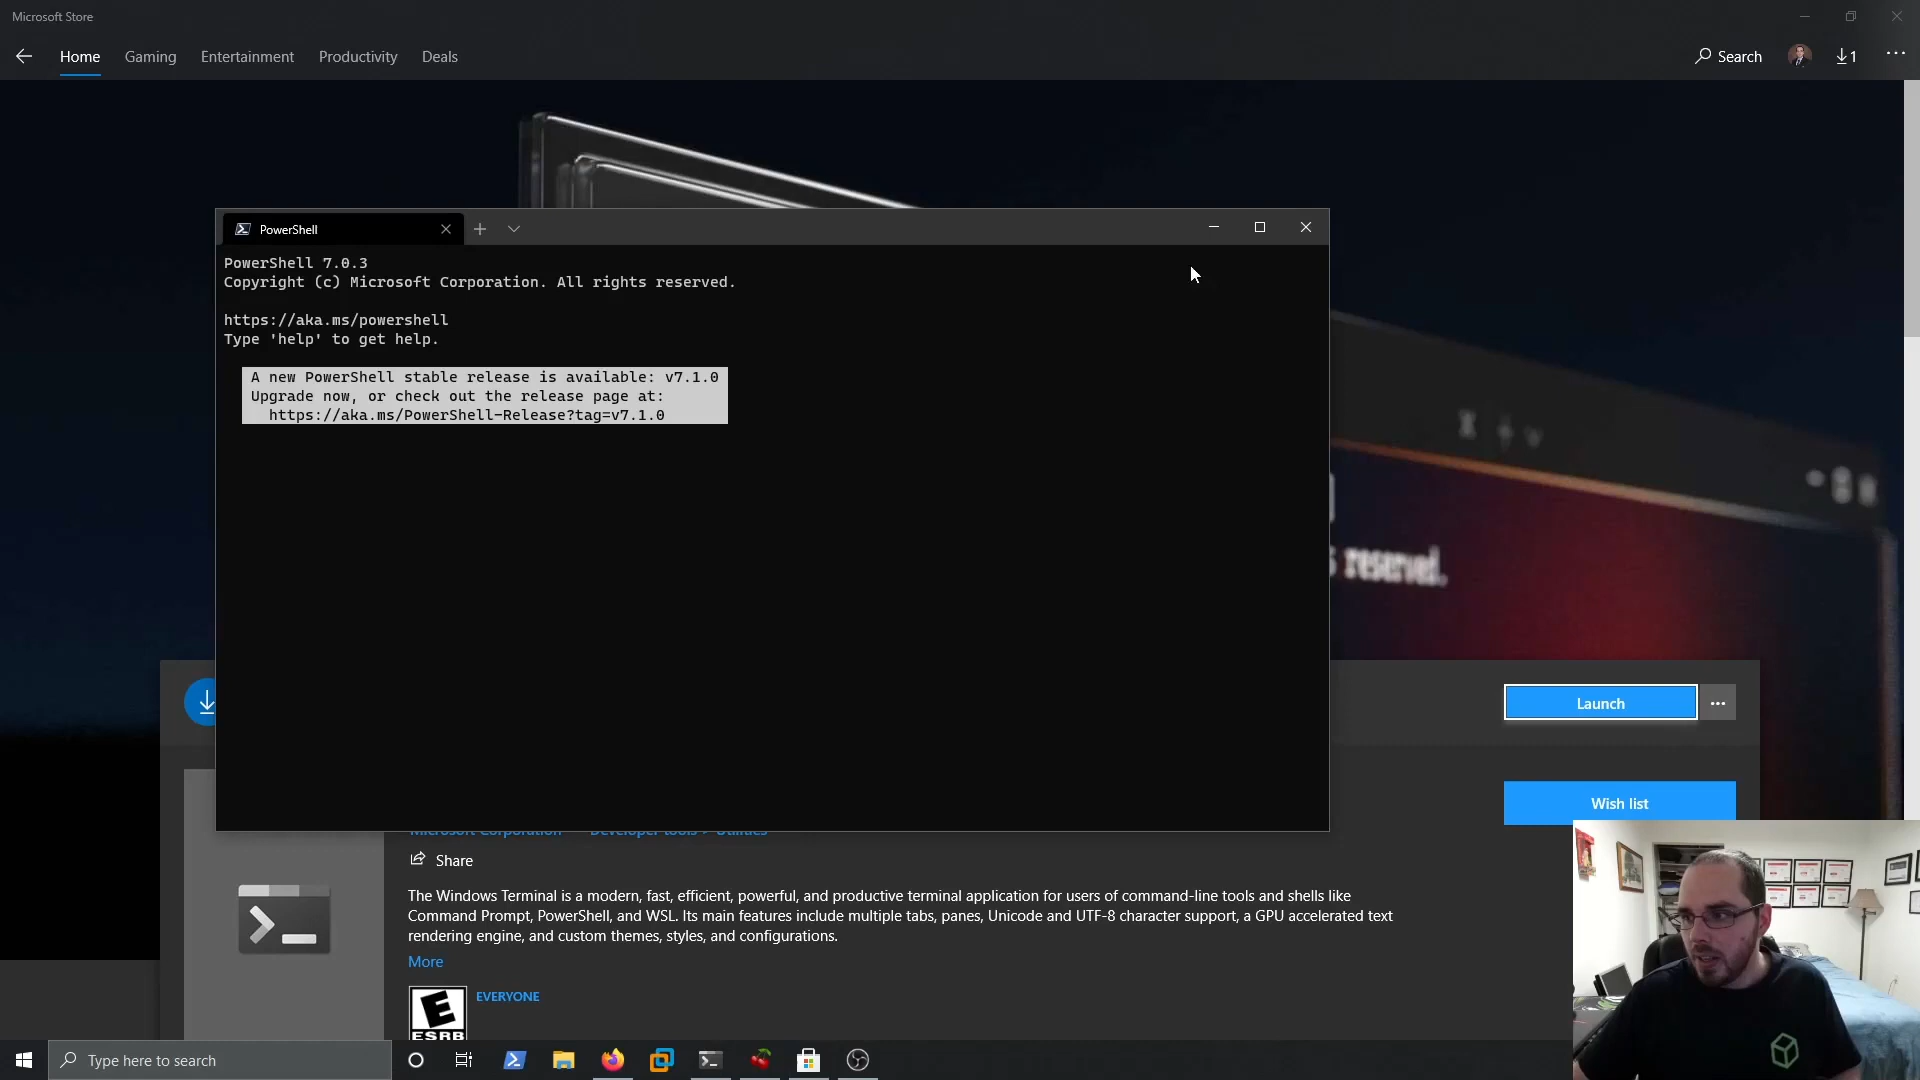 Microsoft Store
Home
Gaming
Entertainment
Productivity
Deals
Search
1
PowerShell
PowerShell 7.0.3
Copyright (c) Microsoft Corporation. All rights reserved.
https://aka.ms/powershell
Type 'help' to get help.
A new PowerShell stable release is available: v7.1.0
Upgrade now, or check out the release page at:
https://aka.ms/PowerShell-Release?tag=v7.1.0
reserved.
Launch
Wish list
Microsoft Corporation
Developer tools > Utilities
Share
The Windows Terminal is a modern, fast, efficient, powerful, and productive terminal application for users of command-line tools and shells like
Command Prompt, PowerShell, and WSL. Its main features include multiple tabs, panes, Unicode and UTF-8 character support, a GPU accelerated text
rendering engine, and custom themes, styles, and configurations.
More
E
ESRB
EVERYONE
Type here to search